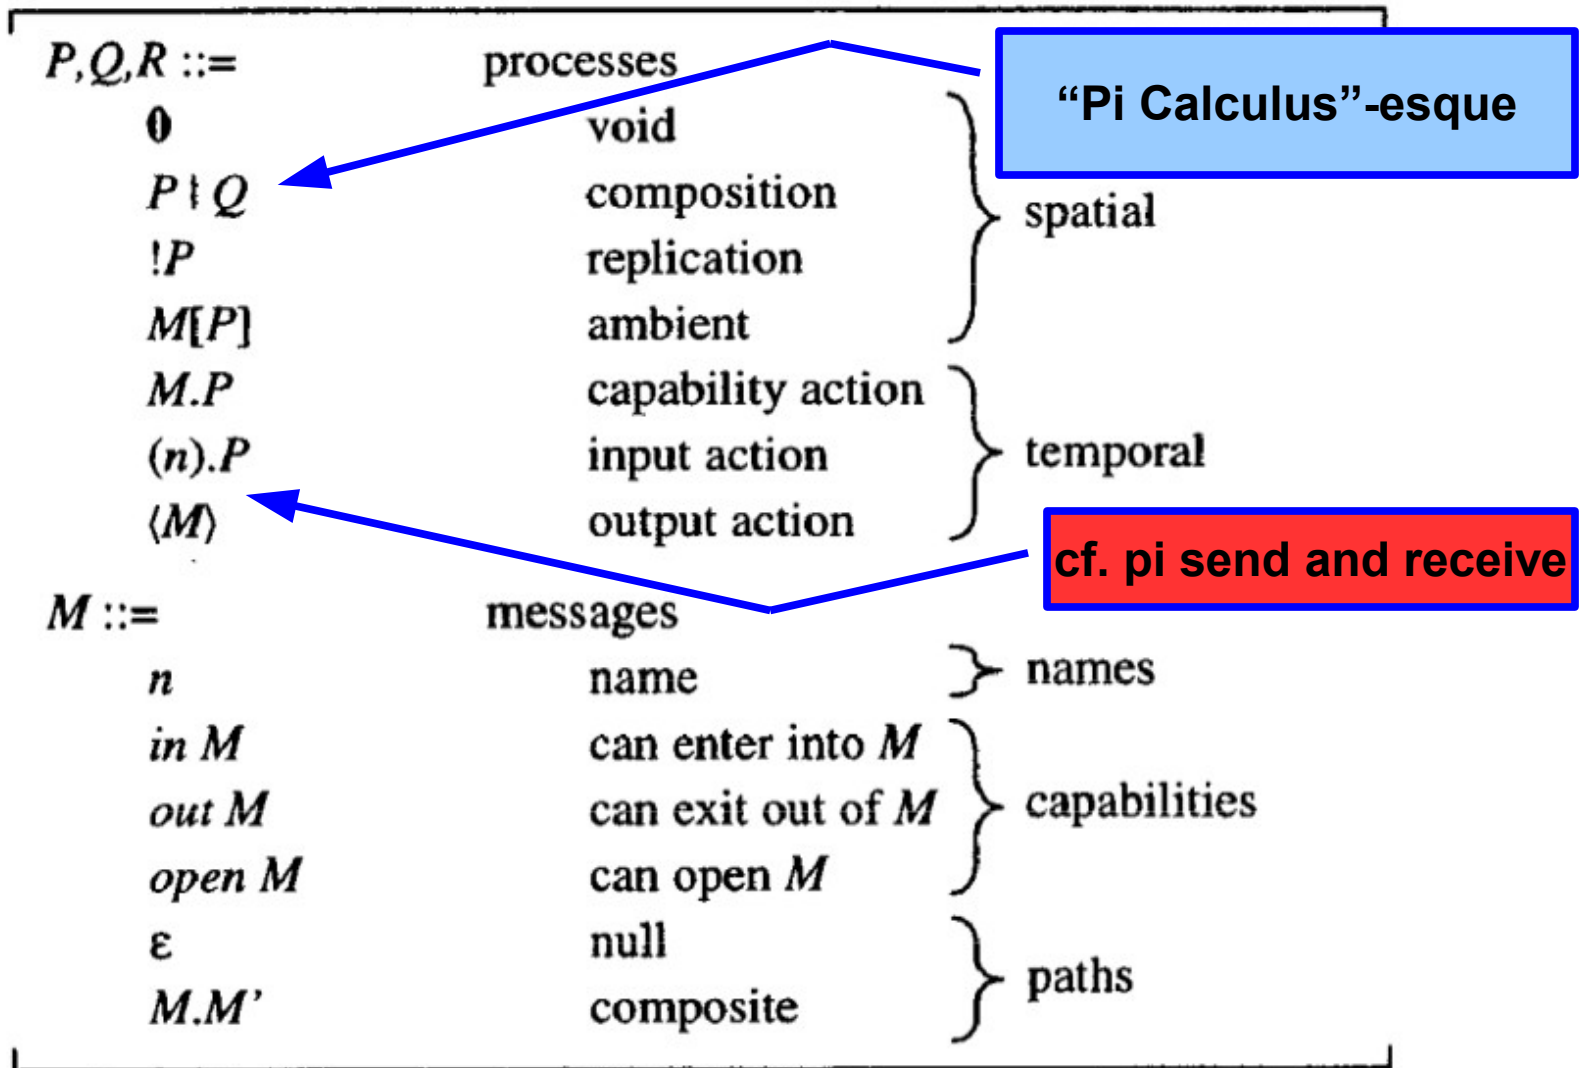 P,Q,R ::= processes
0 void
P | Q composition
!P replication
M[P] ambient
spatial
M.P capability action
(n).P input action
⟨M⟩ output action
temporal
“Pi Calculus”-esque
cf. pi send and receive
M ::= messages
n name
names
in M can enter into M
out M can exit out of M
open M can open M
capabilities
ε null
M.M’ composite
paths